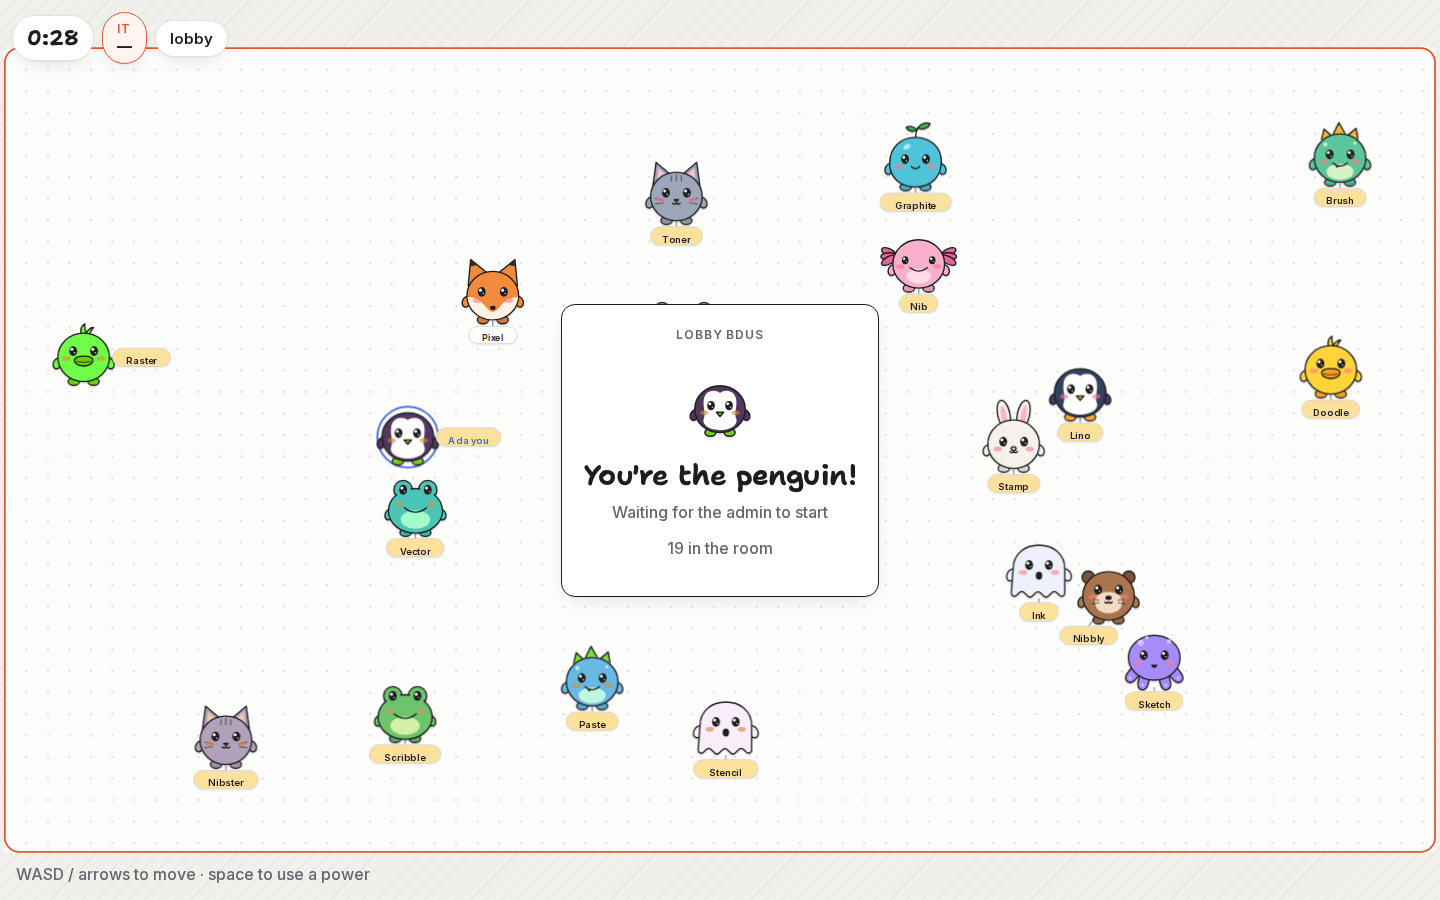 0:28
IT
—
lobby
Graphite
Brush
Toner
Nib
Pixel
LOBBY BDUS
Raster
Doodle
Lino
Ada you
You're the penguin!
Stamp
Waiting for the admin to start
Vector
19 in the room
Ink
Nibbly
Sketch
Paste
Scribble
Stencil
Nibster
WASD / arrows to move · space to use a power